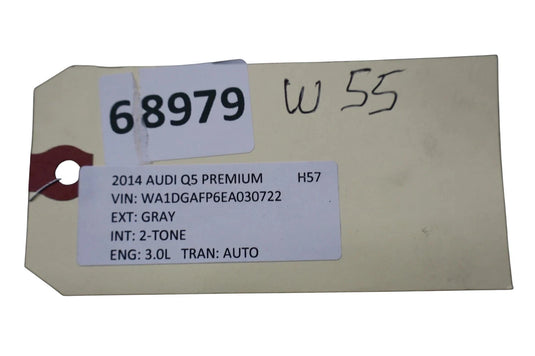 68979
W 55
2014 AUDI Q5 PREMIUM H57
VIN: WA1DGAFP6EA030722
EXT: GRAY
INT: 2-TONE
ENG: 3.0L TRAN: AUTO